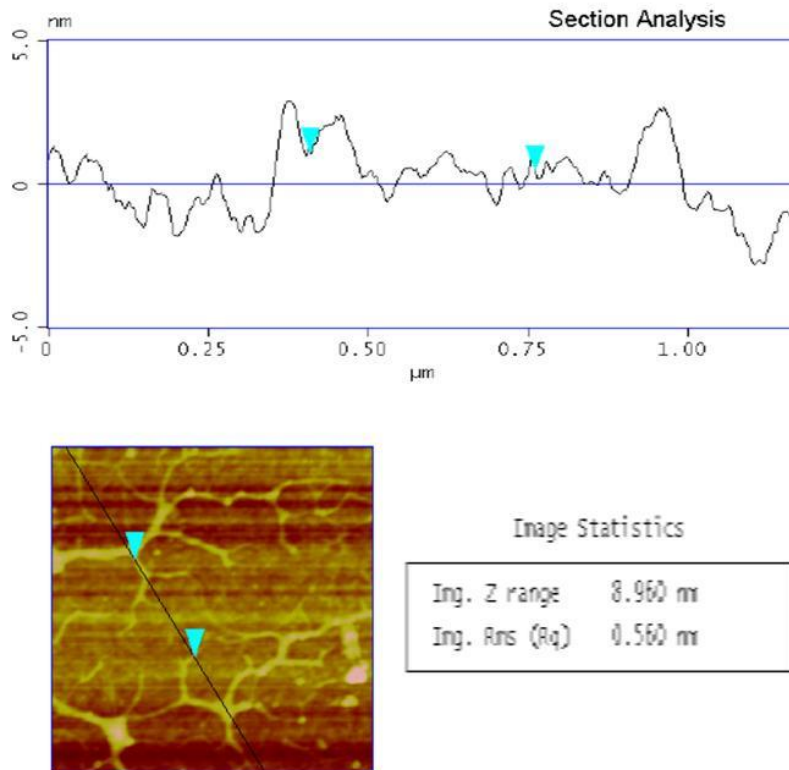 nm
Section Analysis
5.0
0
-5.0
0 0.25 0.50 0.75 1.00
µm
Image Statistics
Img. Z range 8.960 nm
Img. Rms (Rq) 0.560 nm